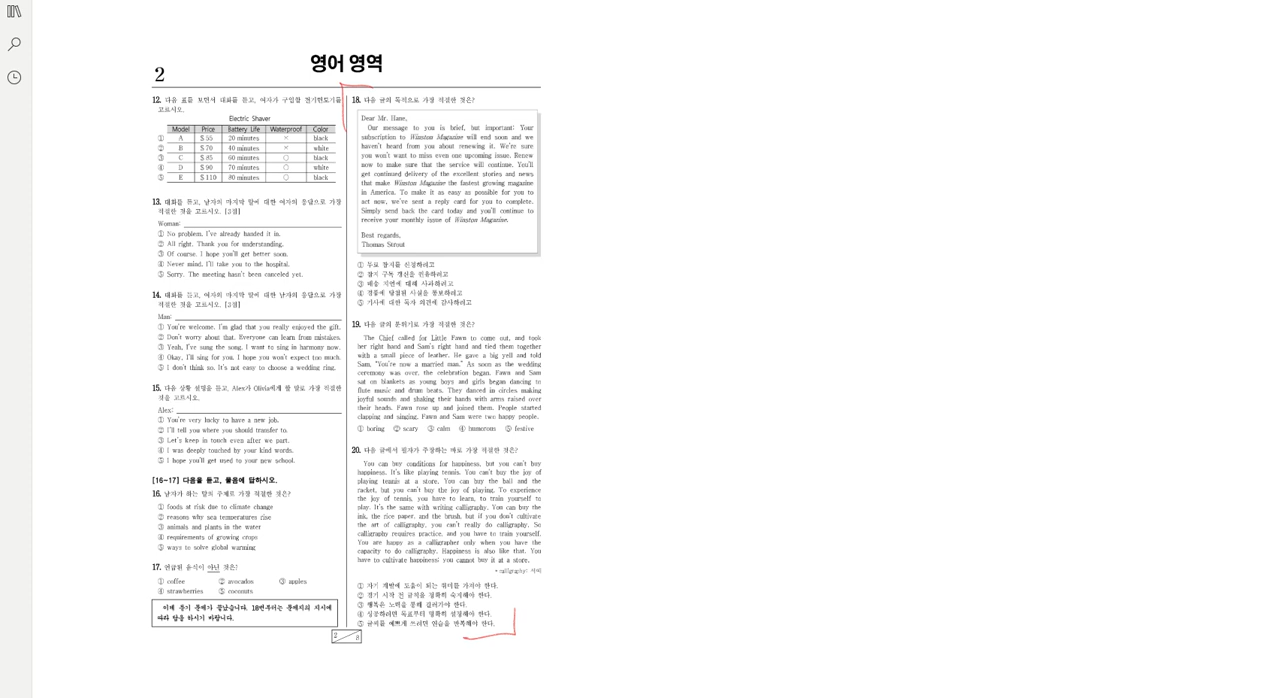 2
영어 영역
12. 다음 표를 보면서 대화를 듣고, 여자가 구입할 전기면도기를
고르시오.
Electric Shaver
Model Price Battery Life Waterproof Color
① A $ 55 20 minutes × black
② B $ 70 40 minutes × white
③ C $ 85 60 minutes ○ black
④ D $ 90 70 minutes ○ white
⑤ E $ 110 80 minutes ○ black
13. 대화를 듣고, 남자의 마지막 말에 대한 여자의 응답으로 가장
적절한 것을 고르시오. [3점]
Woman:
① No problem. I've already handed it in.
② All right. Thank you for understanding.
③ Of course. I hope you'll get better soon.
④ Never mind. I'll take you to the hospital.
⑤ Sorry. The meeting hasn't been canceled yet.
14. 대화를 듣고, 여자의 마지막 말에 대한 남자의 응답으로 가장
적절한 것을 고르시오. [3점]
Man:
① You're welcome. I'm glad that you really enjoyed the gift.
② Don't worry about that. Everyone can learn from mistakes.
③ Yeah, I've sung the song. I want to sing in harmony now.
④ Okay, I'll sing for you. I hope you won't expect too much.
⑤ I don't think so. It's not easy to choose a wedding ring.
15. 다음 상황 설명을 듣고, Alex가 Olivia에게 할 말로 가장 적절한
것을 고르시오.
Alex:
① You're very lucky to have a new job.
② I'll tell you where you should transfer to.
③ Let's keep in touch even after we part.
④ I was deeply touched by your kind words.
⑤ I hope you'll get used to your new school.
[16~17] 다음을 듣고, 물음에 답하시오.
16. 남자가 하는 말의 주제로 가장 적절한 것은?
① foods at risk due to climate change
② reasons why sea temperatures rise
③ animals and plants in the water
④ requirements of growing crops
⑤ ways to solve global warming
17. 언급된 음식이 아닌 것은?
① coffee ② avocados ③ apples
④ strawberries ⑤ coconuts
이제 듣기 문제가 끝났습니다. 18번부터는 문제지의 지시에
따라 답을 하시기 바랍니다.
18. 다음 글의 목적으로 가장 적절한 것은?
Dear Mr. Hane,
Our message to you is brief, but important: Your
subscription to Winston Magazine will end soon and we
haven't heard from you about renewing it. We're sure
you won't want to miss even one upcoming issue. Renew
now to make sure that the service will continue. You'll
get continued delivery of the excellent stories and news
that make Winston Magazine the fastest growing magazine
in America. To make it as easy as possible for you to
act now, we've sent a reply card for you to complete.
Simply send back the card today and you'll continue to
receive your monthly issue of Winston Magazine.
Best regards,
Thomas Strout
① 무료 잡지를 신청하려고
② 잡지 구독 갱신을 권유하려고
③ 배송 지연에 대해 사과하려고
④ 경품에 당첨된 사실을 통보하려고
⑤ 기사에 대한 독자 의견에 감사하려고
19. 다음 글의 분위기로 가장 적절한 것은?
The Chief called for Little Fawn to come out, and took
her right hand and Sam's right hand and tied them together
with a small piece of leather. He gave a big yell and told
Sam, "You're now a married man." As soon as the wedding
ceremony was over, the celebration began. Fawn and Sam
sat on blankets as young boys and girls began dancing to
flute music and drum beats. They danced in circles making
joyful sounds and shaking their hands with arms raised over
their heads. Fawn rose up and joined them. People started
clapping and singing. Fawn and Sam were two happy people.
① boring ② scary ③ calm ④ humorous ⑤ festive
20. 다음 글에서 필자가 주장하는 바로 가장 적절한 것은?
You can buy conditions for happiness, but you can't buy
happiness. It's like playing tennis. You can't buy the joy of
playing tennis at a store. You can buy the ball and the
racket, but you can't buy the joy of playing. To experience
the joy of tennis, you have to learn, to train yourself to
play. It's the same with writing calligraphy. You can buy the
ink, the rice paper, and the brush, but if you don't cultivate
the art of calligraphy, you can't really do calligraphy. So
calligraphy requires practice, and you have to train yourself.
You are happy as a calligrapher only when you have the
capacity to do calligraphy. Happiness is also like that. You
have to cultivate happiness; you cannot buy it at a store.
* calligraphy: 서예
① 자기 계발에 도움이 되는 취미를 가져야 한다.
② 경기 시작 전 규칙을 정확히 숙지해야 한다.
③ 행복은 노력을 통해 길러가야 한다.
④ 성공하려면 목표부터 명확히 설정해야 한다.
⑤ 글씨를 예쁘게 쓰려면 연습을 반복해야 한다.
2
8